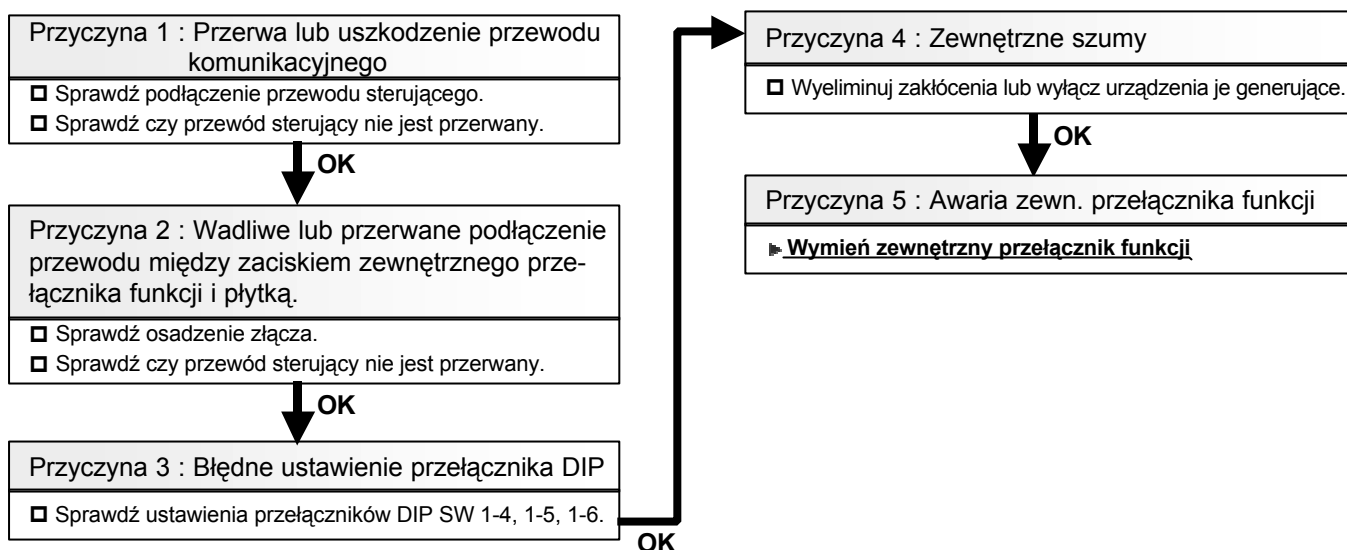 Przyczyna 1 : Przerwa lub uszkodzenie przewodu
komunikacyjnego
Sprawdź podłączenie przewodu sterującego.
Sprawdź czy przewód sterujący nie jest przerwany.
OK
Przyczyna 2 : Wadliwe lub przerwane podłączenie
przewodu między zaciskiem zewnętrznego prze-
łącznika funkcji i płytką.
Sprawdź osadzenie złącza.
Sprawdź czy przewód sterujący nie jest przerwany.
OK
Przyczyna 3 : Błędne ustawienie przełącznika DIP
Sprawdź ustawienia przełączników DIP SW 1-4, 1-5, 1-6.
OK
Przyczyna 4 : Zewnętrzne szumy
Wyeliminuj zakłócenia lub wyłącz urządzenia je generujące.
OK
Przyczyna 5 : Awaria zewn. przełącznika funkcji
Wymień zewnętrzny przełącznik funkcji